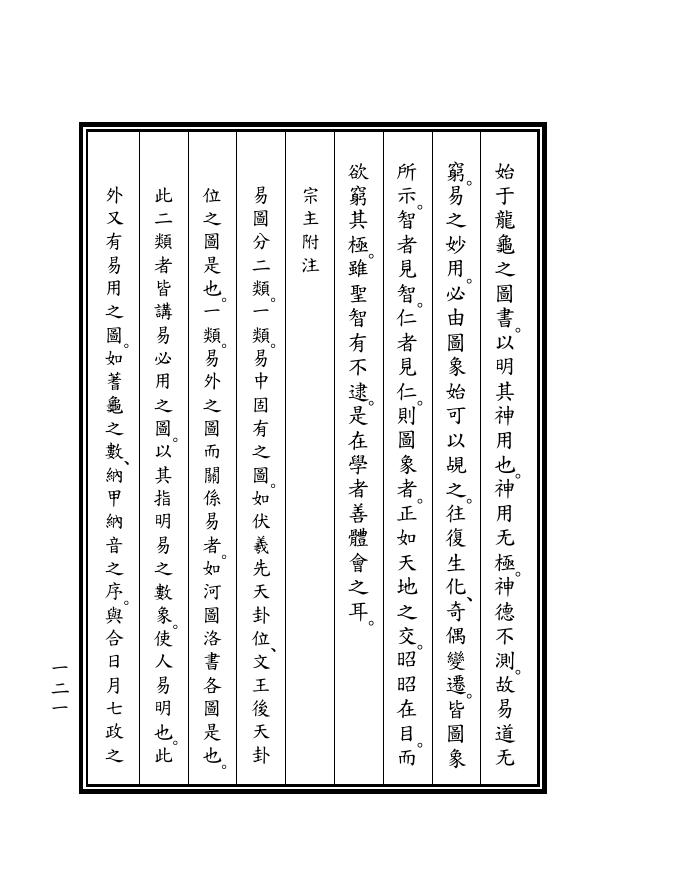 始于龍龜之圖書。以明其神用也。神用无極。神德不測。故易道无
窮。易之妙用。必由圖象始可以覘之。往復生化、奇偶變遷。皆圖象
所示。智者見智。仁者見仁。則圖象者。正如天地之交。昭昭在目。而
欲窮其極。雖聖智有不逮。是在學者善體會之耳。
宗主附注
易圖分二類。一類。易中固有之圖。如伏羲先天卦位、文王後天卦
位之圖是也。一類。易外之圖而關係易者。如河圖洛書各圖是也。
此二類者皆講易必用之圖。以其指明易之數象。使人易明也。此
外又有易用之圖。如蓍龜之數、納甲納音之序。與合日月七政之
一二一